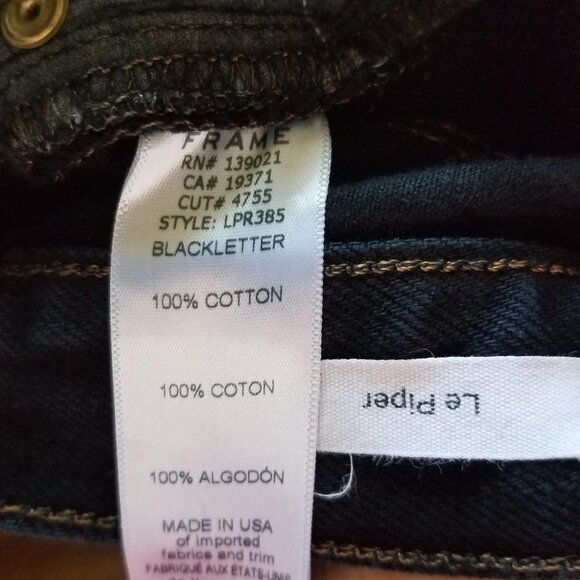 FRAME
RN# 139021
CA# 19371
CUT# 4755
STYLE: LPR385
BLACKLETTER
100% COTTON
100% COTON
100% ALGODÓN
MADE IN USA
of imported
fabrics and trim
FABRIQUÉ AUX ÉTATS-UNIS
Le Piper